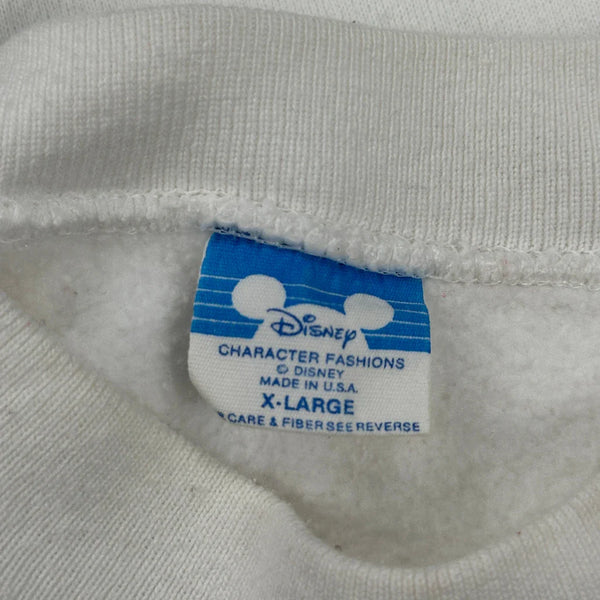 Disney
CHARACTER FASHIONS
© DISNEY
MADE IN U.S.A.
X-LARGE
CARE & FIBER SEE REVERSE